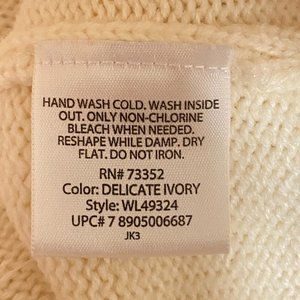 HAND WASH COLD. WASH INSIDE
OUT. ONLY NON-CHLORINE
BLEACH WHEN NEEDED.
RESHAPE WHILE DAMP. DRY
FLAT. DO NOT IRON.
RN# 73352
Color: DELICATE IVORY
Style: WL49324
UPC# 7 8905006687
JK3